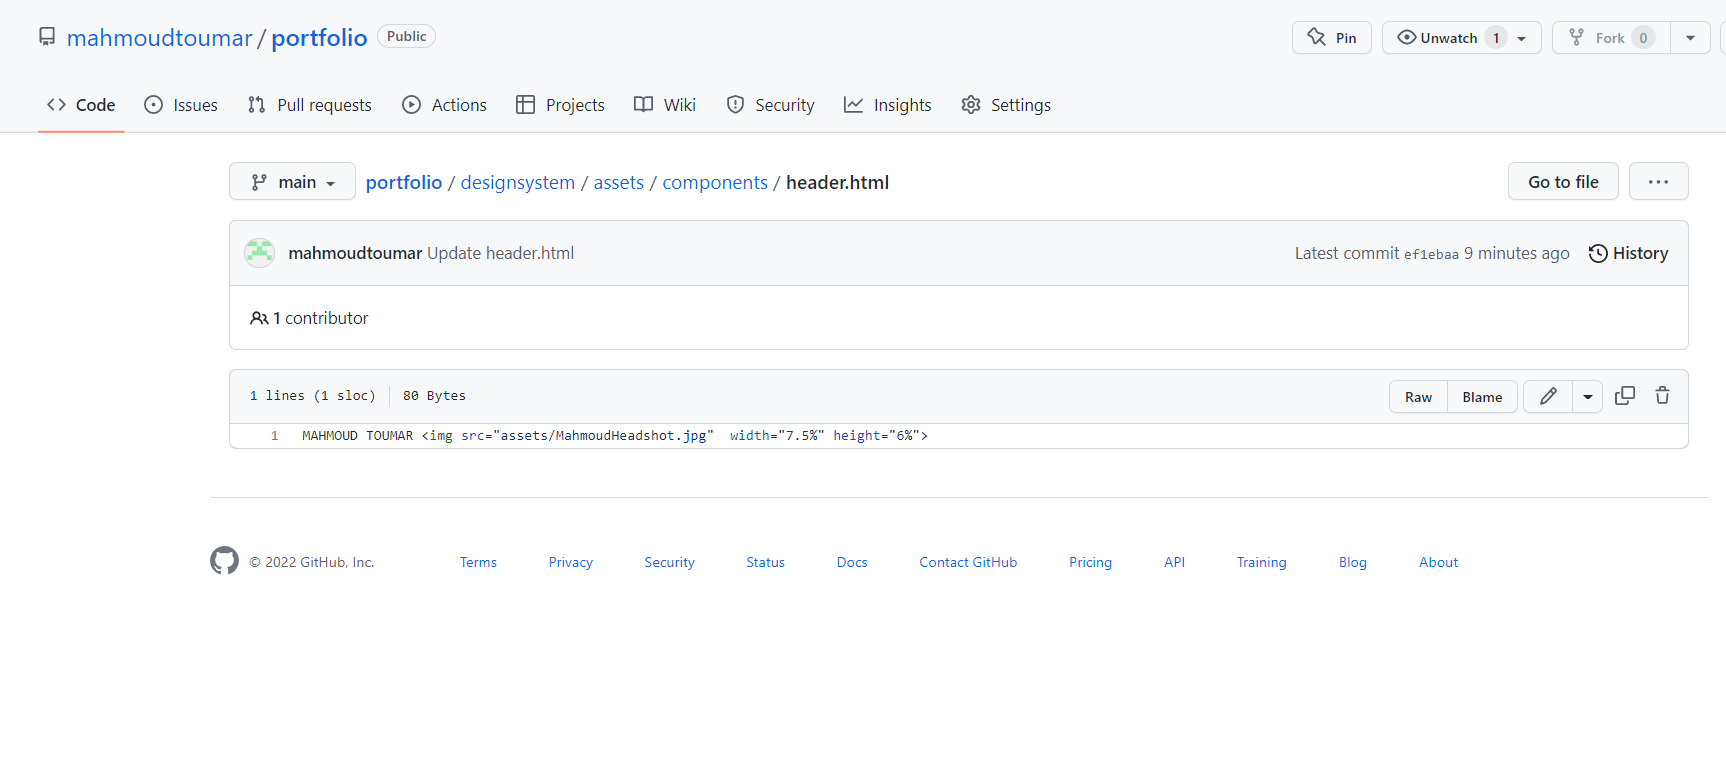 mahmoudtoumar / portfolio Public Pin Unwatch 1 Fork 0
Code Issues Pull requests Actions Projects Wiki Security Insights Settings
main portfolio / designsystem / assets / components / header.html Go to file ...
mahmoudtoumar Update header.html Latest commit ef1ebaa 9 minutes ago History
1 contributor
1 lines (1 sloc) 80 Bytes Raw Blame
1 MAHMOUD TOUMAR <img src="assets/MahmoudHeadshot.jpg"  width="7.5%" height="6%">
© 2022 GitHub, Inc. Terms Privacy Security Status Docs Contact GitHub Pricing API Training Blog About